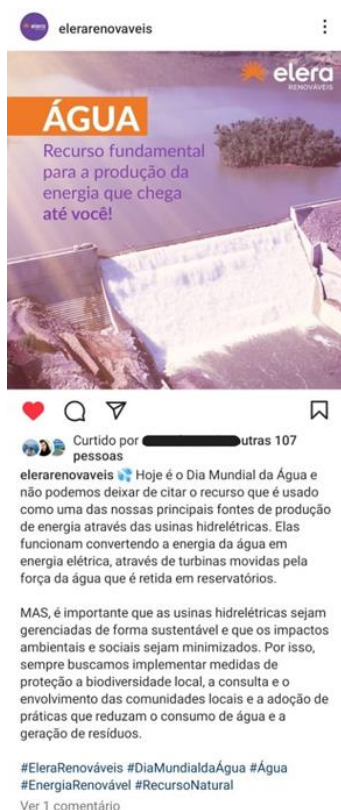 elerarenovaveis
elera
RENOVÁVEIS
ÁGUA
Recurso fundamental
para a produção da
energia que chega
até você!
Curtido por utras 107
pessoas
elerarenovaveis 💦 Hoje é o Dia Mundial da Água e
não podemos deixar de citar o recurso que é usado
como uma das nossas principais fontes de produção
de energia através das usinas hidrelétricas. Elas
funcionam convertendo a energia da água em
energia elétrica, através de turbinas movidas pela
força da água que é retida em reservatórios.
MAS, é importante que as usinas hidrelétricas sejam
gerenciadas de forma sustentável e que os impactos
ambientais e sociais sejam minimizados. Por isso,
sempre buscamos implementar medidas de
proteção a biodiversidade local, a consulta e o
envolvimento das comunidades locais e a adoção de
práticas que reduzam o consumo de água e a
geração de resíduos.
#EleraRenováveis #DiaMundialdaÁgua #Água
#EnergiaRenovável #RecursoNatural
Ver 1 comentário